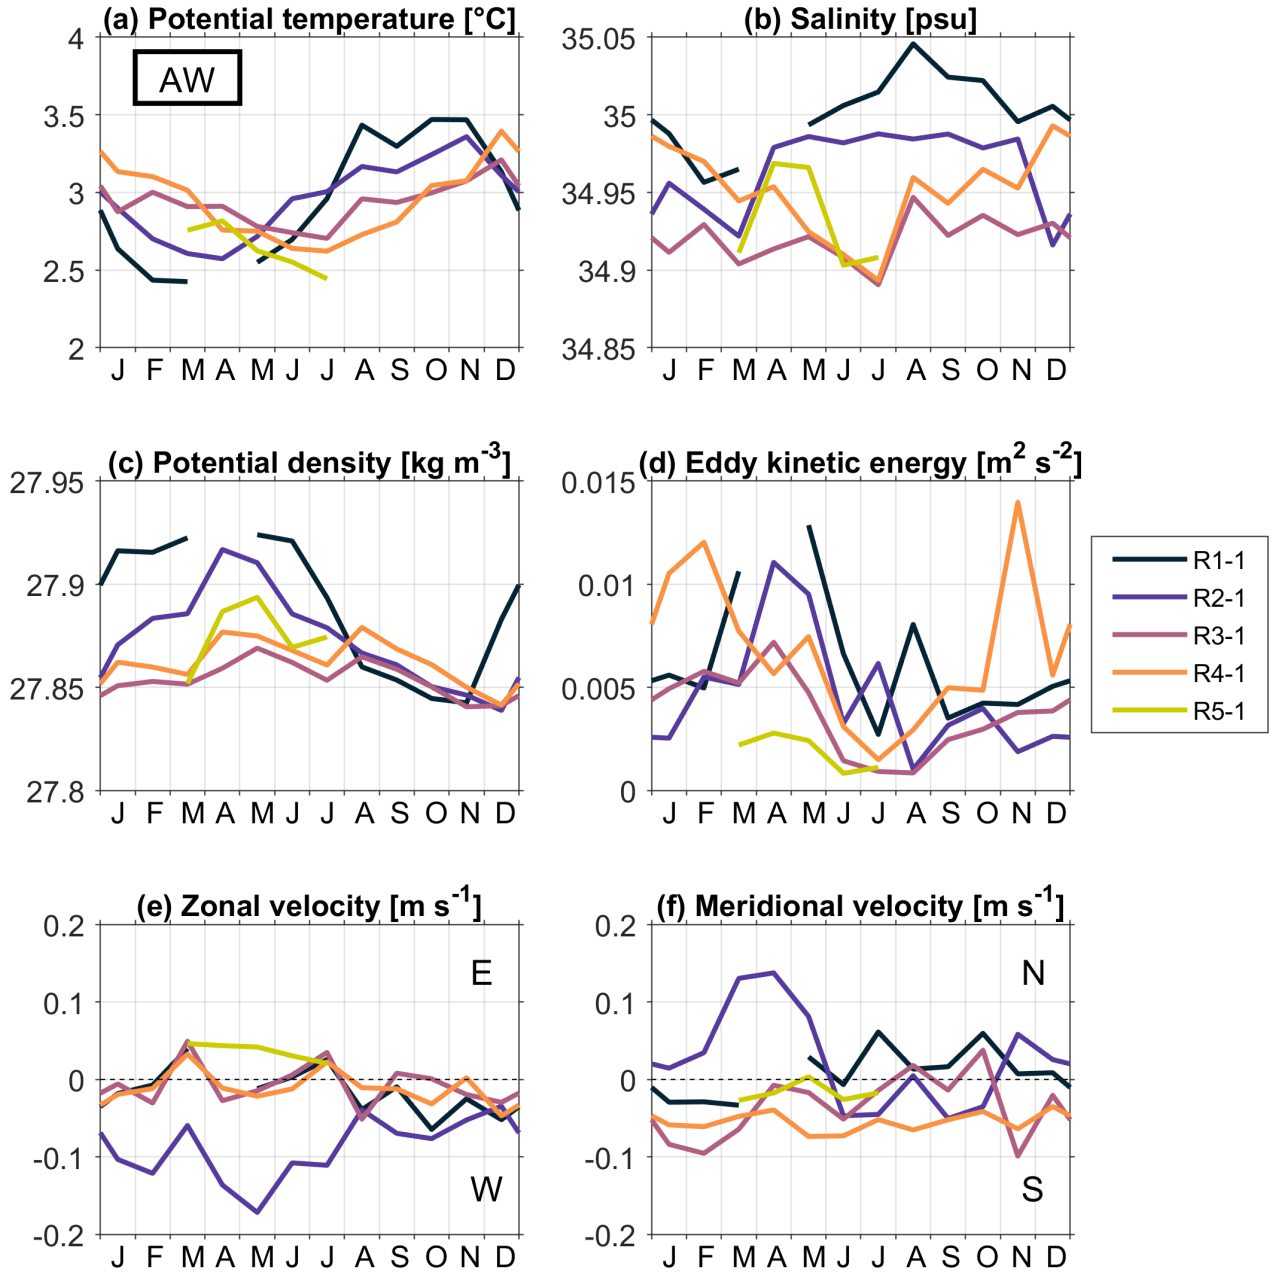 (a) Potential temperature [°C]
AW
4
3.5
3
2.5
2
J F M A M J J A S O N D
(b) Salinity [psu]
35.05
35
34.95
34.9
34.85
J F M A M J J A S O N D
(c) Potential density [kg m⁻³]
27.95
27.9
27.85
27.8
J F M A M J J A S O N D
(d) Eddy kinetic energy [m² s⁻²]
0.015
0.01
0.005
0
J F M A M J J A S O N D
R1-1
R2-1
R3-1
R4-1
R5-1
(e) Zonal velocity [m s⁻¹]
0.2
0.1
0
-0.1
-0.2
E
W
J F M A M J J A S O N D
(f) Meridional velocity [m s⁻¹]
0.2
0.1
0
-0.1
-0.2
N
S
J F M A M J J A S O N D